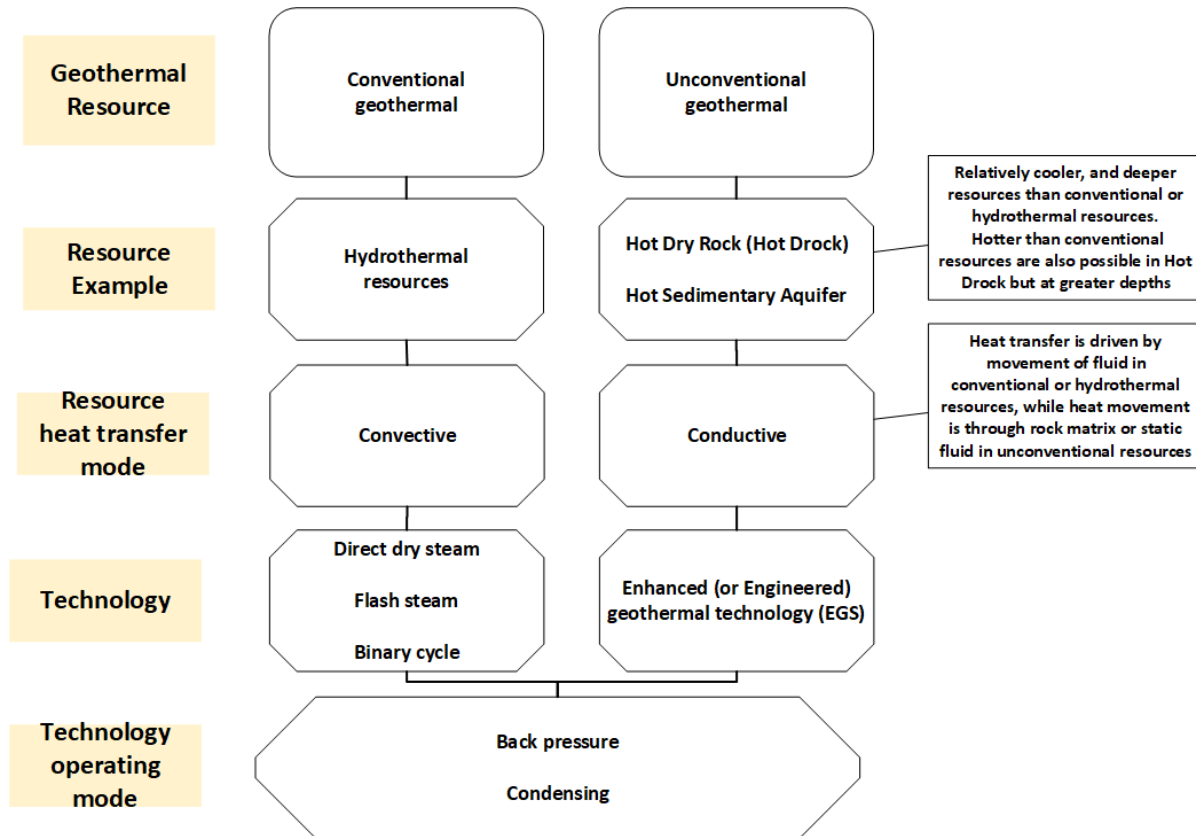 Geothermal
Resource
Conventional
geothermal
Unconventional
geothermal
Resource
Example
Hydrothermal
resources
Hot Dry Rock (Hot Drock)
Hot Sedimentary Aquifer
Relatively cooler, and deeper
resources than conventional or
hydrothermal resources.
Hotter than conventional
resources are also possible in Hot
Drock but at greater depths
Resource
heat transfer
mode
Convective
Conductive
Heat transfer is driven by
movement of fluid in
conventional or hydrothermal
resources, while heat movement
is through rock matrix or static
fluid in unconventional resources
Technology
Direct dry steam
Flash steam
Binary cycle
Enhanced (or Engineered)
geothermal technology (EGS)
Technology
operating
mode
Back pressure
Condensing